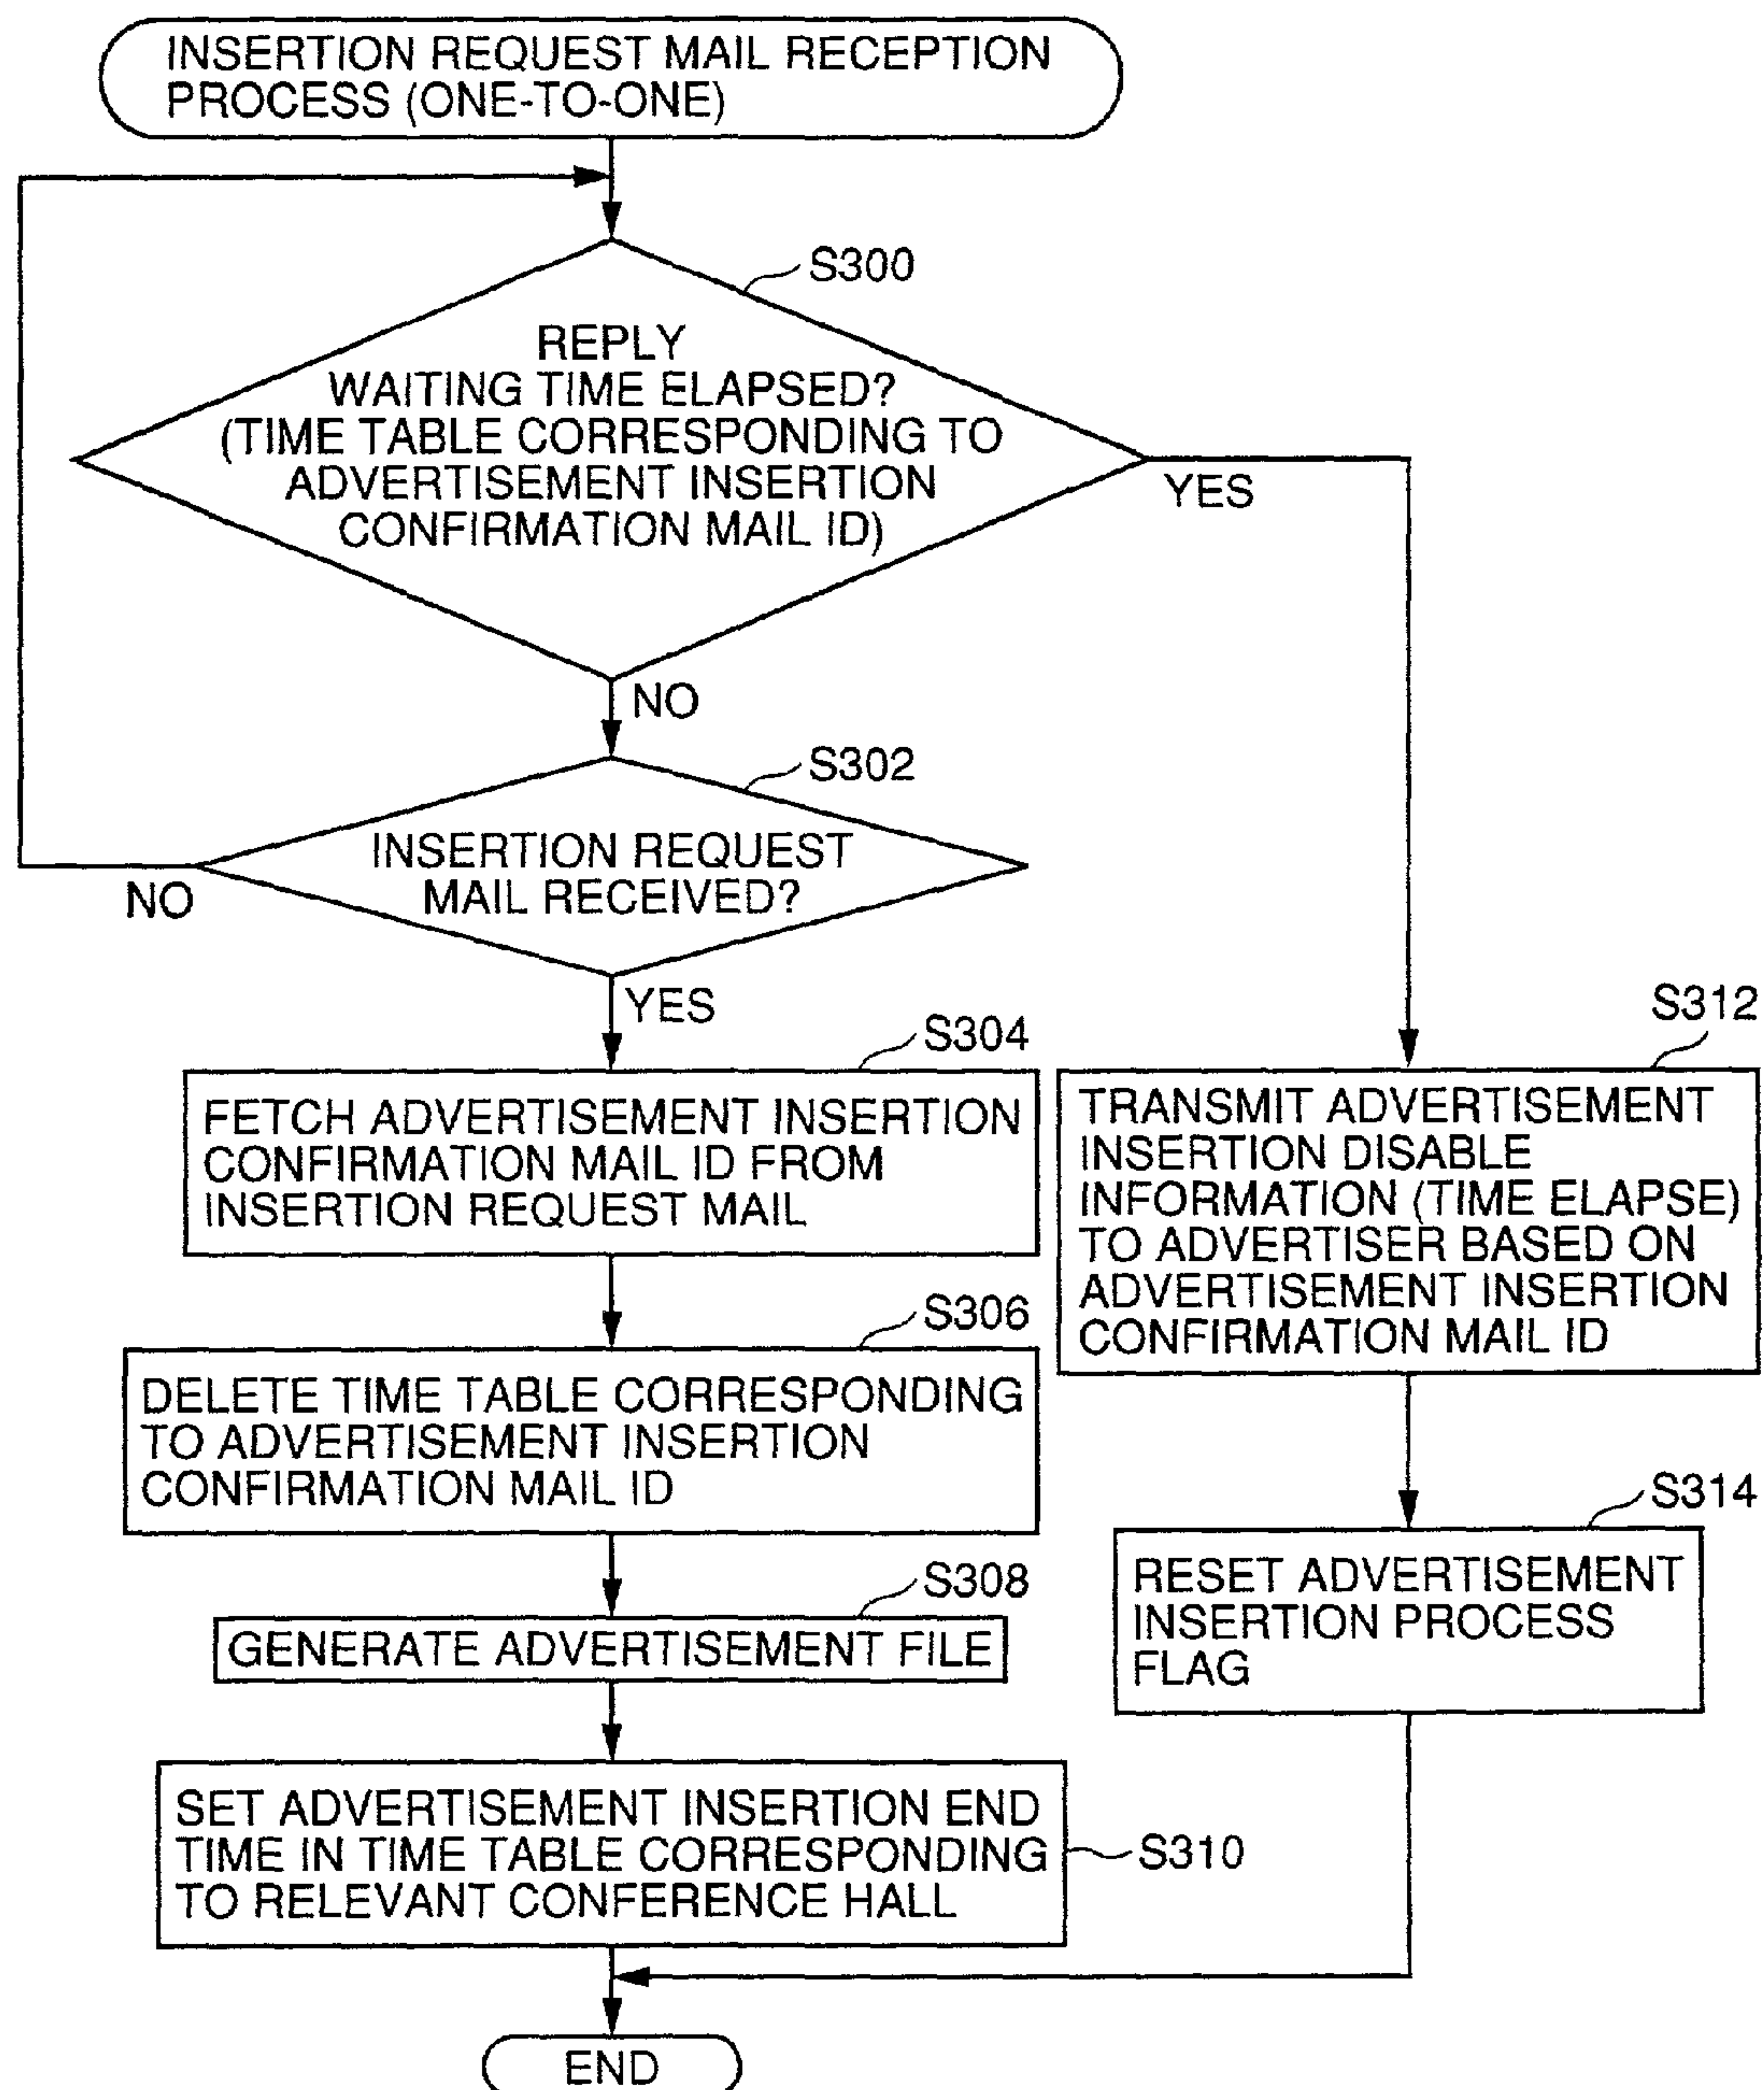 INSERTION REQUEST MAIL RECEPTION
PROCESS (ONE-TO-ONE)
S300
REPLY
WAITING TIME ELAPSED?
(TIME TABLE CORRESPONDING TO
ADVERTISEMENT INSERTION
CONFIRMATION MAIL ID)
YES
NO
S302
INSERTION REQUEST
MAIL RECEIVED?
NO
YES
S304
FETCH ADVERTISEMENT INSERTION
CONFIRMATION MAIL ID FROM
INSERTION REQUEST MAIL
S306
DELETE TIME TABLE CORRESPONDING
TO ADVERTISEMENT INSERTION
CONFIRMATION MAIL ID
S308
GENERATE ADVERTISEMENT FILE
SET ADVERTISEMENT INSERTION END
TIME IN TIME TABLE CORRESPONDING
TO RELEVANT CONFERENCE HALL
S310
S312
TRANSMIT ADVERTISEMENT
INSERTION DISABLE
INFORMATION (TIME ELAPSE)
TO ADVERTISER BASED ON
ADVERTISEMENT INSERTION
CONFIRMATION MAIL ID
S314
RESET ADVERTISEMENT
INSERTION PROCESS
FLAG
END